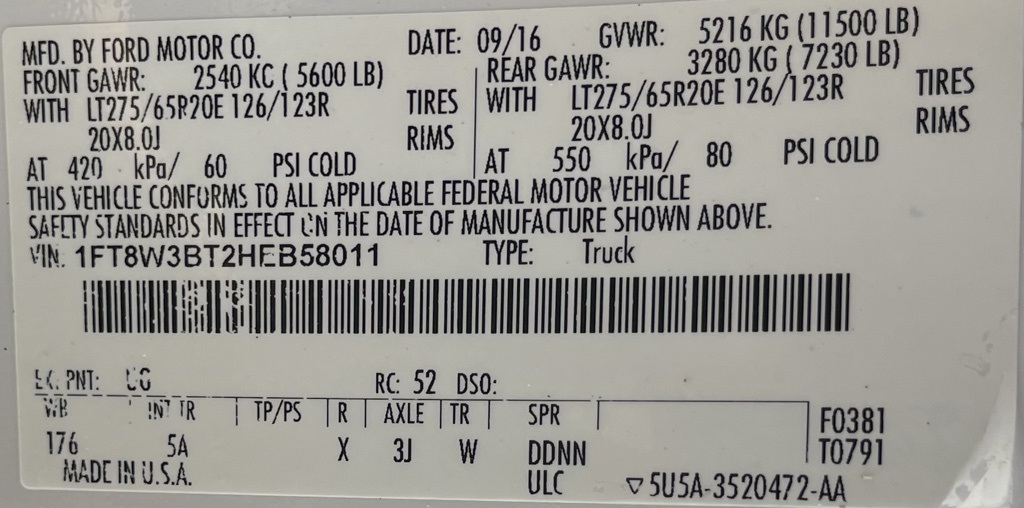 MFD. BY FORD MOTOR CO. DATE: 09/16 GVWR: 5216 KG (11500 LB)
FRONT GAWR: 2540 KC ( 5600 LB) REAR GAWR: 3280 KG ( 7230 LB)
WITH LT275/65R20E 126/123R TIRES WITH LT275/65R20E 126/123R TIRES
20X8.0J RIMS 20X8.0J RIMS
AT 420 kPa/ 60 PSI COLD AT 550 kPa/ 80 PSI COLD
THIS VEHICLE CONFORMS TO ALL APPLICABLE FEDERAL MOTOR VEHICLE
SAFETY STANDARDS IN EFFECT ON THE DATE OF MANUFACTURE SHOWN ABOVE.
VIN. 1FT8W3BT2HEB58011 TYPE: Truck
PNT: RC: 52 DSO:
WB INT TR TP/PS R AXLE TR SPR F0381
176 5A X 3J W DDNN T0791
MADE IN U.S.A. ULC ▽5U5A-3520472-AA